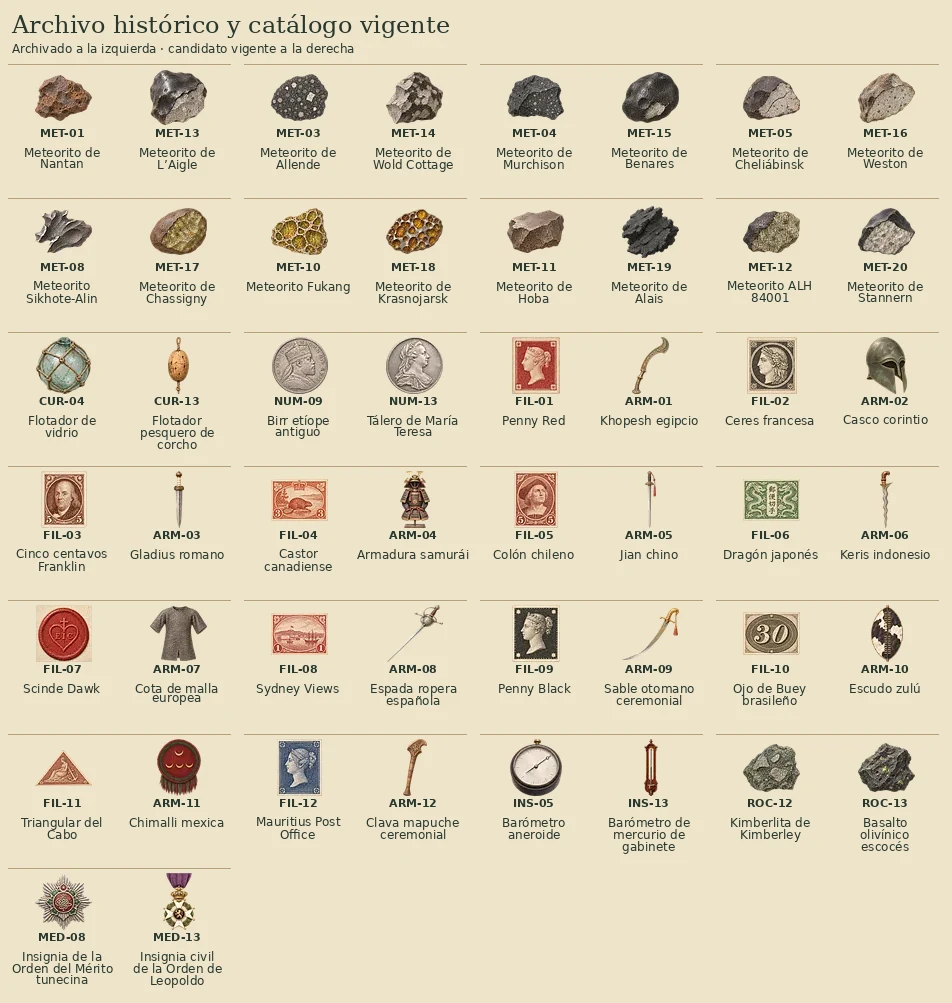 Archivo histórico y catálogo vigente
Archivado a la izquierda · candidato vigente a la derecha
MET-01
Meteorito de
Nantan
MET-13
Meteorito de
L’Aigle
MET-03
Meteorito de
Allende
MET-14
Meteorito de
Wold Cottage
MET-04
Meteorito de
Murchison
MET-15
Meteorito de
Benares
MET-05
Meteorito de
Cheliábinsk
MET-16
Meteorito de
Weston
MET-08
Meteorito
Sikhote-Alin
MET-17
Meteorito de
Chassigny
MET-10
Meteorito Fukang
MET-18
Meteorito de
Krasnojarsk
MET-11
Meteorito de
Hoba
MET-19
Meteorito de
Alais
MET-12
Meteorito ALH
84001
MET-20
Meteorito de
Stannern
CUR-04
Flotador de
vidrio
CUR-13
Flotador
pesquero de
corcho
NUM-09
Birr etíope
antiguo
NUM-13
Tálero de María
Teresa
FIL-01
Penny Red
ARM-01
Khopesh egipcio
FIL-02
Ceres francesa
ARM-02
Casco corintio
5 5
FIL-03
Cinco centavos
Franklin
ARM-03
Gladius romano
3 3
FIL-04
Castor
canadiense
ARM-04
Armadura samurái
5 5
FIL-05
Colón chileno
ARM-05
Jian chino
郵便切手
FIL-06
Dragón japonés
ARM-06
Keris indonesio
FIL-07
Scinde Dawk
ARM-07
Cota de malla
europea
1 1
FIL-08
Sydney Views
ARM-08
Espada ropera
española
FIL-09
Penny Black
ARM-09
Sable otomano
ceremonial
30
FIL-10
Ojo de Buey
brasileño
ARM-10
Escudo zulú
FIL-11
Triangular del
Cabo
ARM-11
Chimalli mexica
FIL-12
Mauritius Post
Office
ARM-12
Clava mapuche
ceremonial
INS-05
Barómetro
aneroide
INS-13
Barómetro de
mercurio de
gabinete
ROC-12
Kimberlita de
Kimberley
ROC-13
Basalto
olivínico
escocés
MED-08
Insignia de la
Orden del Mérito
tunecina
MED-13
Insignia civil
de la Orden de
Leopoldo